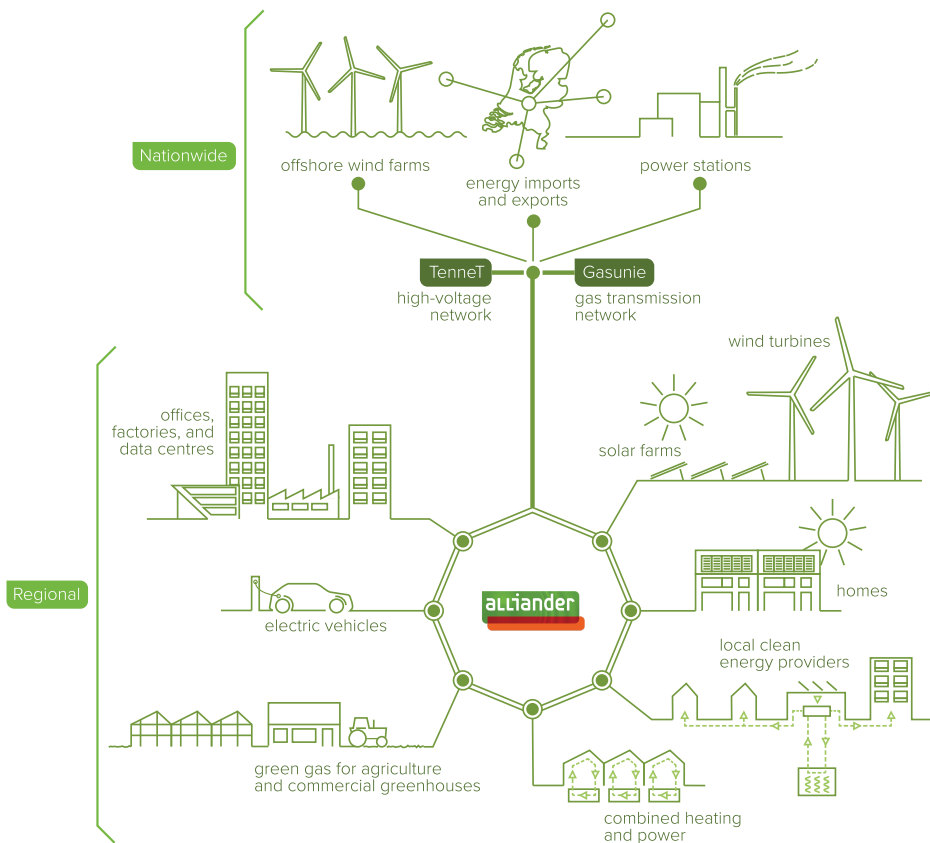 Nationwide
offshore wind farms
energy imports
and exports
power stations
TenneT
high-voltage
network
Gasunie
gas transmission
network
wind turbines
solar farms
offices,
factories, and
data centres
Regional
alliander
homes
electric vehicles
local clean
energy providers
green gas for agriculture
and commercial greenhouses
combined heating
and power